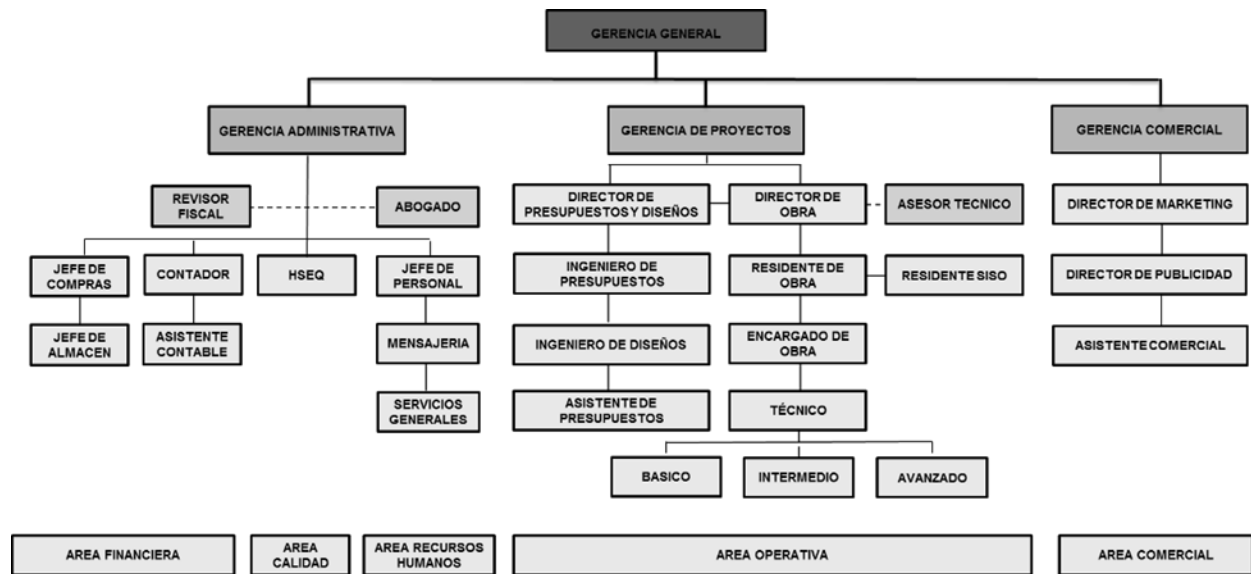 GERENCIA GENERAL
GERENCIA ADMINISTRATIVA
GERENCIA DE PROYECTOS
GERENCIA COMERCIAL
REVISOR
FISCAL
ABOGADO
DIRECTOR DE
PRESUPUESTOS Y DISEÑOS
DIRECTOR DE
OBRA
ASESOR TECNICO
DIRECTOR DE MARKETING
JEFE DE
COMPRAS
CONTADOR
HSEQ
JEFE DE
PERSONAL
INGENIERO DE
PRESUPUESTOS
RESIDENTE DE
OBRA
RESIDENTE SISO
DIRECTOR DE PUBLICIDAD
JEFE DE
ALMACEN
ASISTENTE
CONTABLE
MENSAJERIA
INGENIERO DE DISEÑOS
ENCARGADO DE
OBRA
ASISTENTE COMERCIAL
SERVICIOS
GENERALES
ASISTENTE DE
PRESUPUESTOS
TÉCNICO
BASICO
INTERMEDIO
AVANZADO
AREA FINANCIERA
AREA
CALIDAD
AREA RECURSOS
HUMANOS
AREA OPERATIVA
AREA COMERCIAL